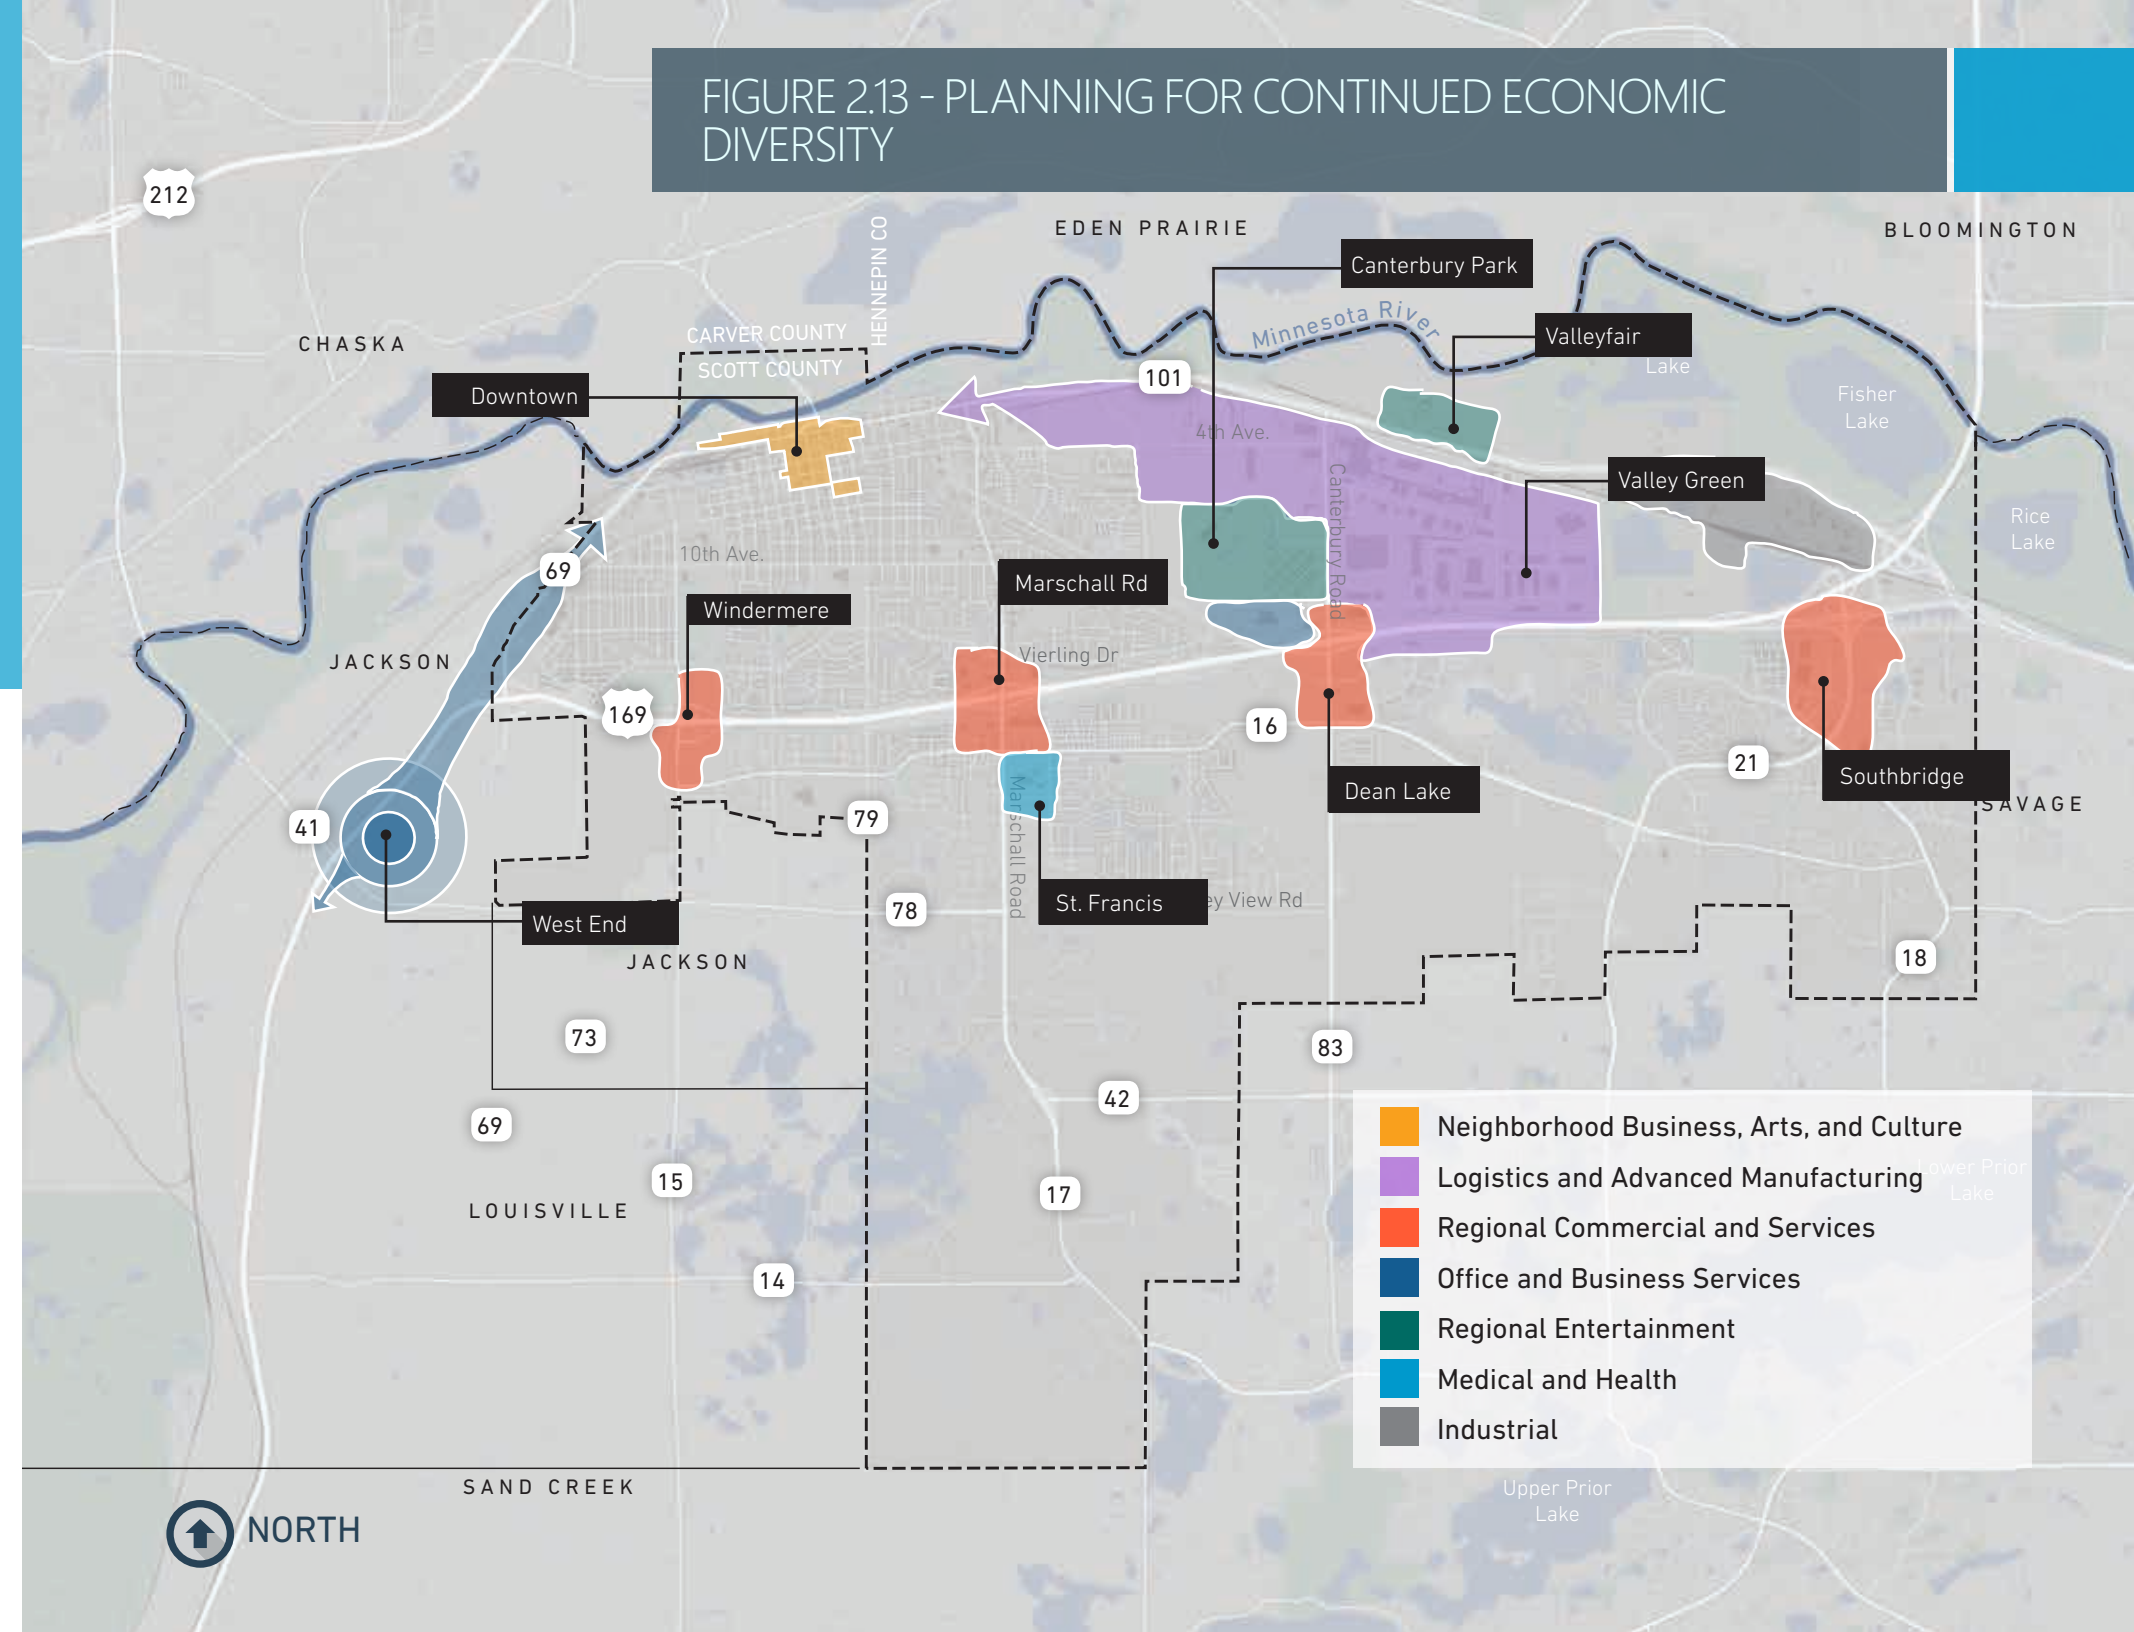 FIGURE 2.13 - PLANNING FOR CONTINUED ECONOMIC
DIVERSITY
212
EDEN PRAIRIE
BLOOMINGTON
HENNEPIN CO
Canterbury Park
Minnesota River
CARVER COUNTY
SCOTT COUNTY
CHASKA
Valleyfair
Lake
Downtown
101
Fisher
Lake
4th Ave.
Canterbury Road
Valley Green
Rice
Lake
10th Ave.
69
Marschall Rd
Windermere
JACKSON
Vierling Dr
169
16
21
Southbridge
Dean Lake
SAVAGE
41
79
Marschall Road
St. Francis
ey View Rd
78
West End
JACKSON
18
73
83
42
69
15
17
LOUISVILLE
14
Neighborhood Business, Arts, and Culture
Logistics and Advanced Manufacturing
Lower Prior
Lake
Regional Commercial and Services
Office and Business Services
Regional Entertainment
Medical and Health
Industrial
SAND CREEK
Upper Prior
Lake
NORTH